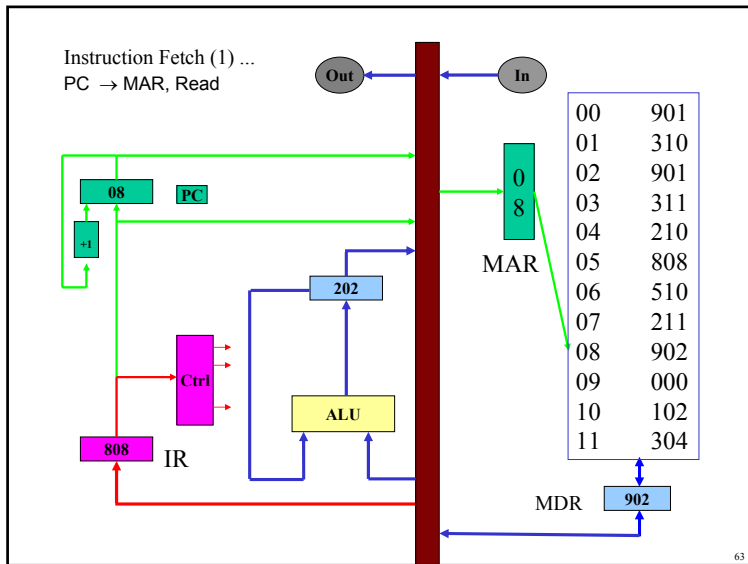 Instruction Fetch (1) ...
PC → MAR, Read
Out
In
08
PC
+1
0
8
MAR
202
Ctrl
ALU
808
IR
00 901
01 310
02 901
03 311
04 210
05 808
06 510
07 211
08 902
09 000
10 102
11 304
MDR
902
63